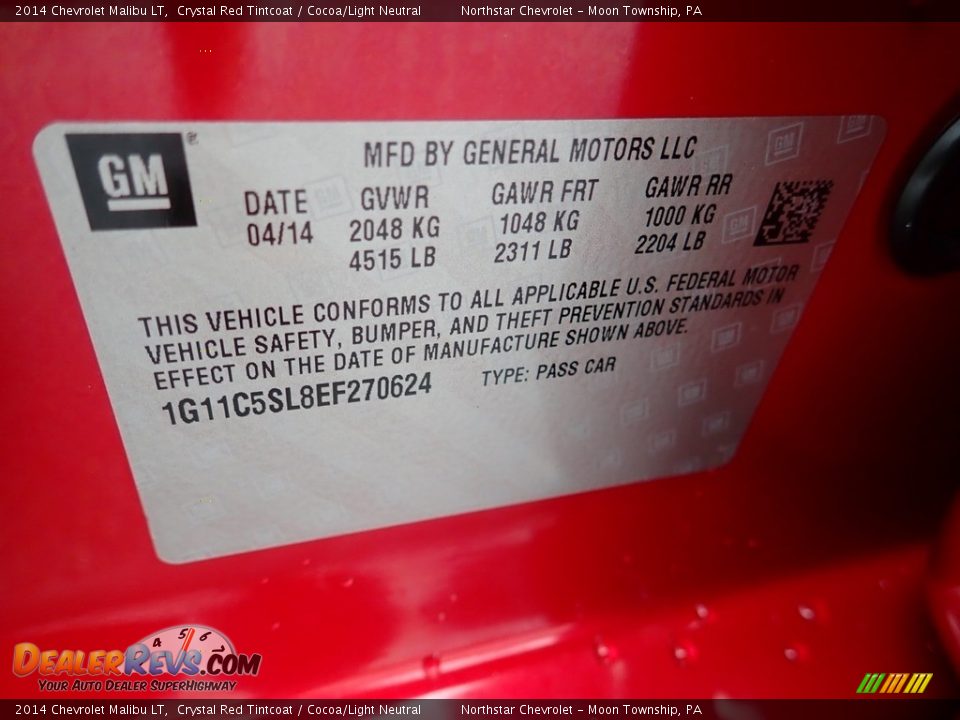 2014 Chevrolet Malibu LT,  Crystal Red Tintcoat / Cocoa/Light Neutral  Northstar Chevrolet - Moon Township, PA
GM®
MFD BY GENERAL MOTORS LLC
DATE GVWR GAWR FRT GAWR RR
04/14 2048 KG 1048 KG 1000 KG
4515 LB 2311 LB 2204 LB
THIS VEHICLE CONFORMS TO ALL APPLICABLE U.S. FEDERAL MOTOR
VEHICLE SAFETY, BUMPER, AND THEFT PREVENTION STANDARDS IN
EFFECT ON THE DATE OF MANUFACTURE SHOWN ABOVE.
1G11C5SL8EF270624 TYPE: PASS CAR
4 5 6
DEALERREVS.COM
YOUR AUTO DEALER SUPERHIGHWAY
2014 Chevrolet Malibu LT,  Crystal Red Tintcoat / Cocoa/Light Neutral  Northstar Chevrolet - Moon Township, PA